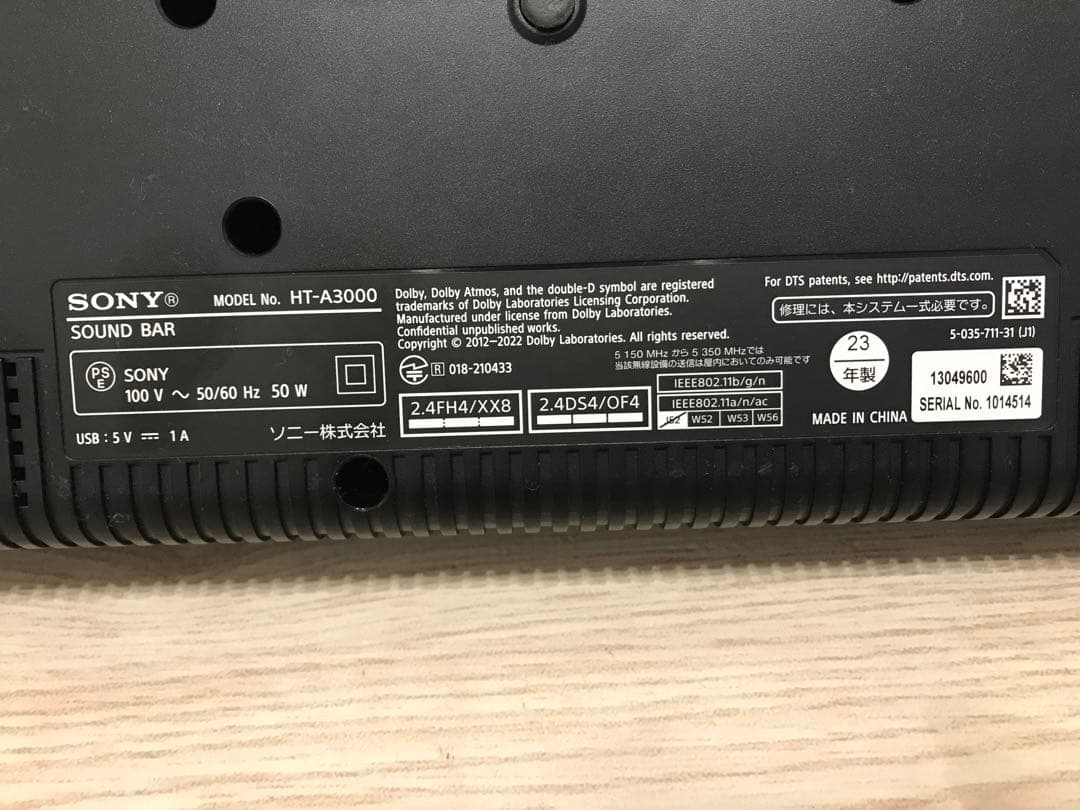 SONY®
MODEL No. HT-A3000
SOUND BAR
PS
E
SONY
100 V ～ 50/60 Hz 50 W
USB : 5 V ⎓ 1 A
ソニー株式会社
Dolby, Dolby Atmos, and the double-D symbol are registered
trademarks of Dolby Laboratories Licensing Corporation.
Manufactured under license from Dolby Laboratories.
Confidential unpublished works.
Copyright © 2012—2022 Dolby Laboratories. All rights reserved.
R 018-210433
5 150 MHz から 5 350 MHzでは
当該無線設備の送信は屋内においてのみ可能です
2.4FH4/XX8
2.4DS4/OF4
IEEE802.11b/g/n
IEEE802.11a/n/ac
J52 W52 W53 W56
For DTS patents, see http://patents.dts.com.
修理には、本システム一式必要です。
5-035-711-31 (J1)
23
年製
MADE IN CHINA
13049600
SERIAL No. 1014514